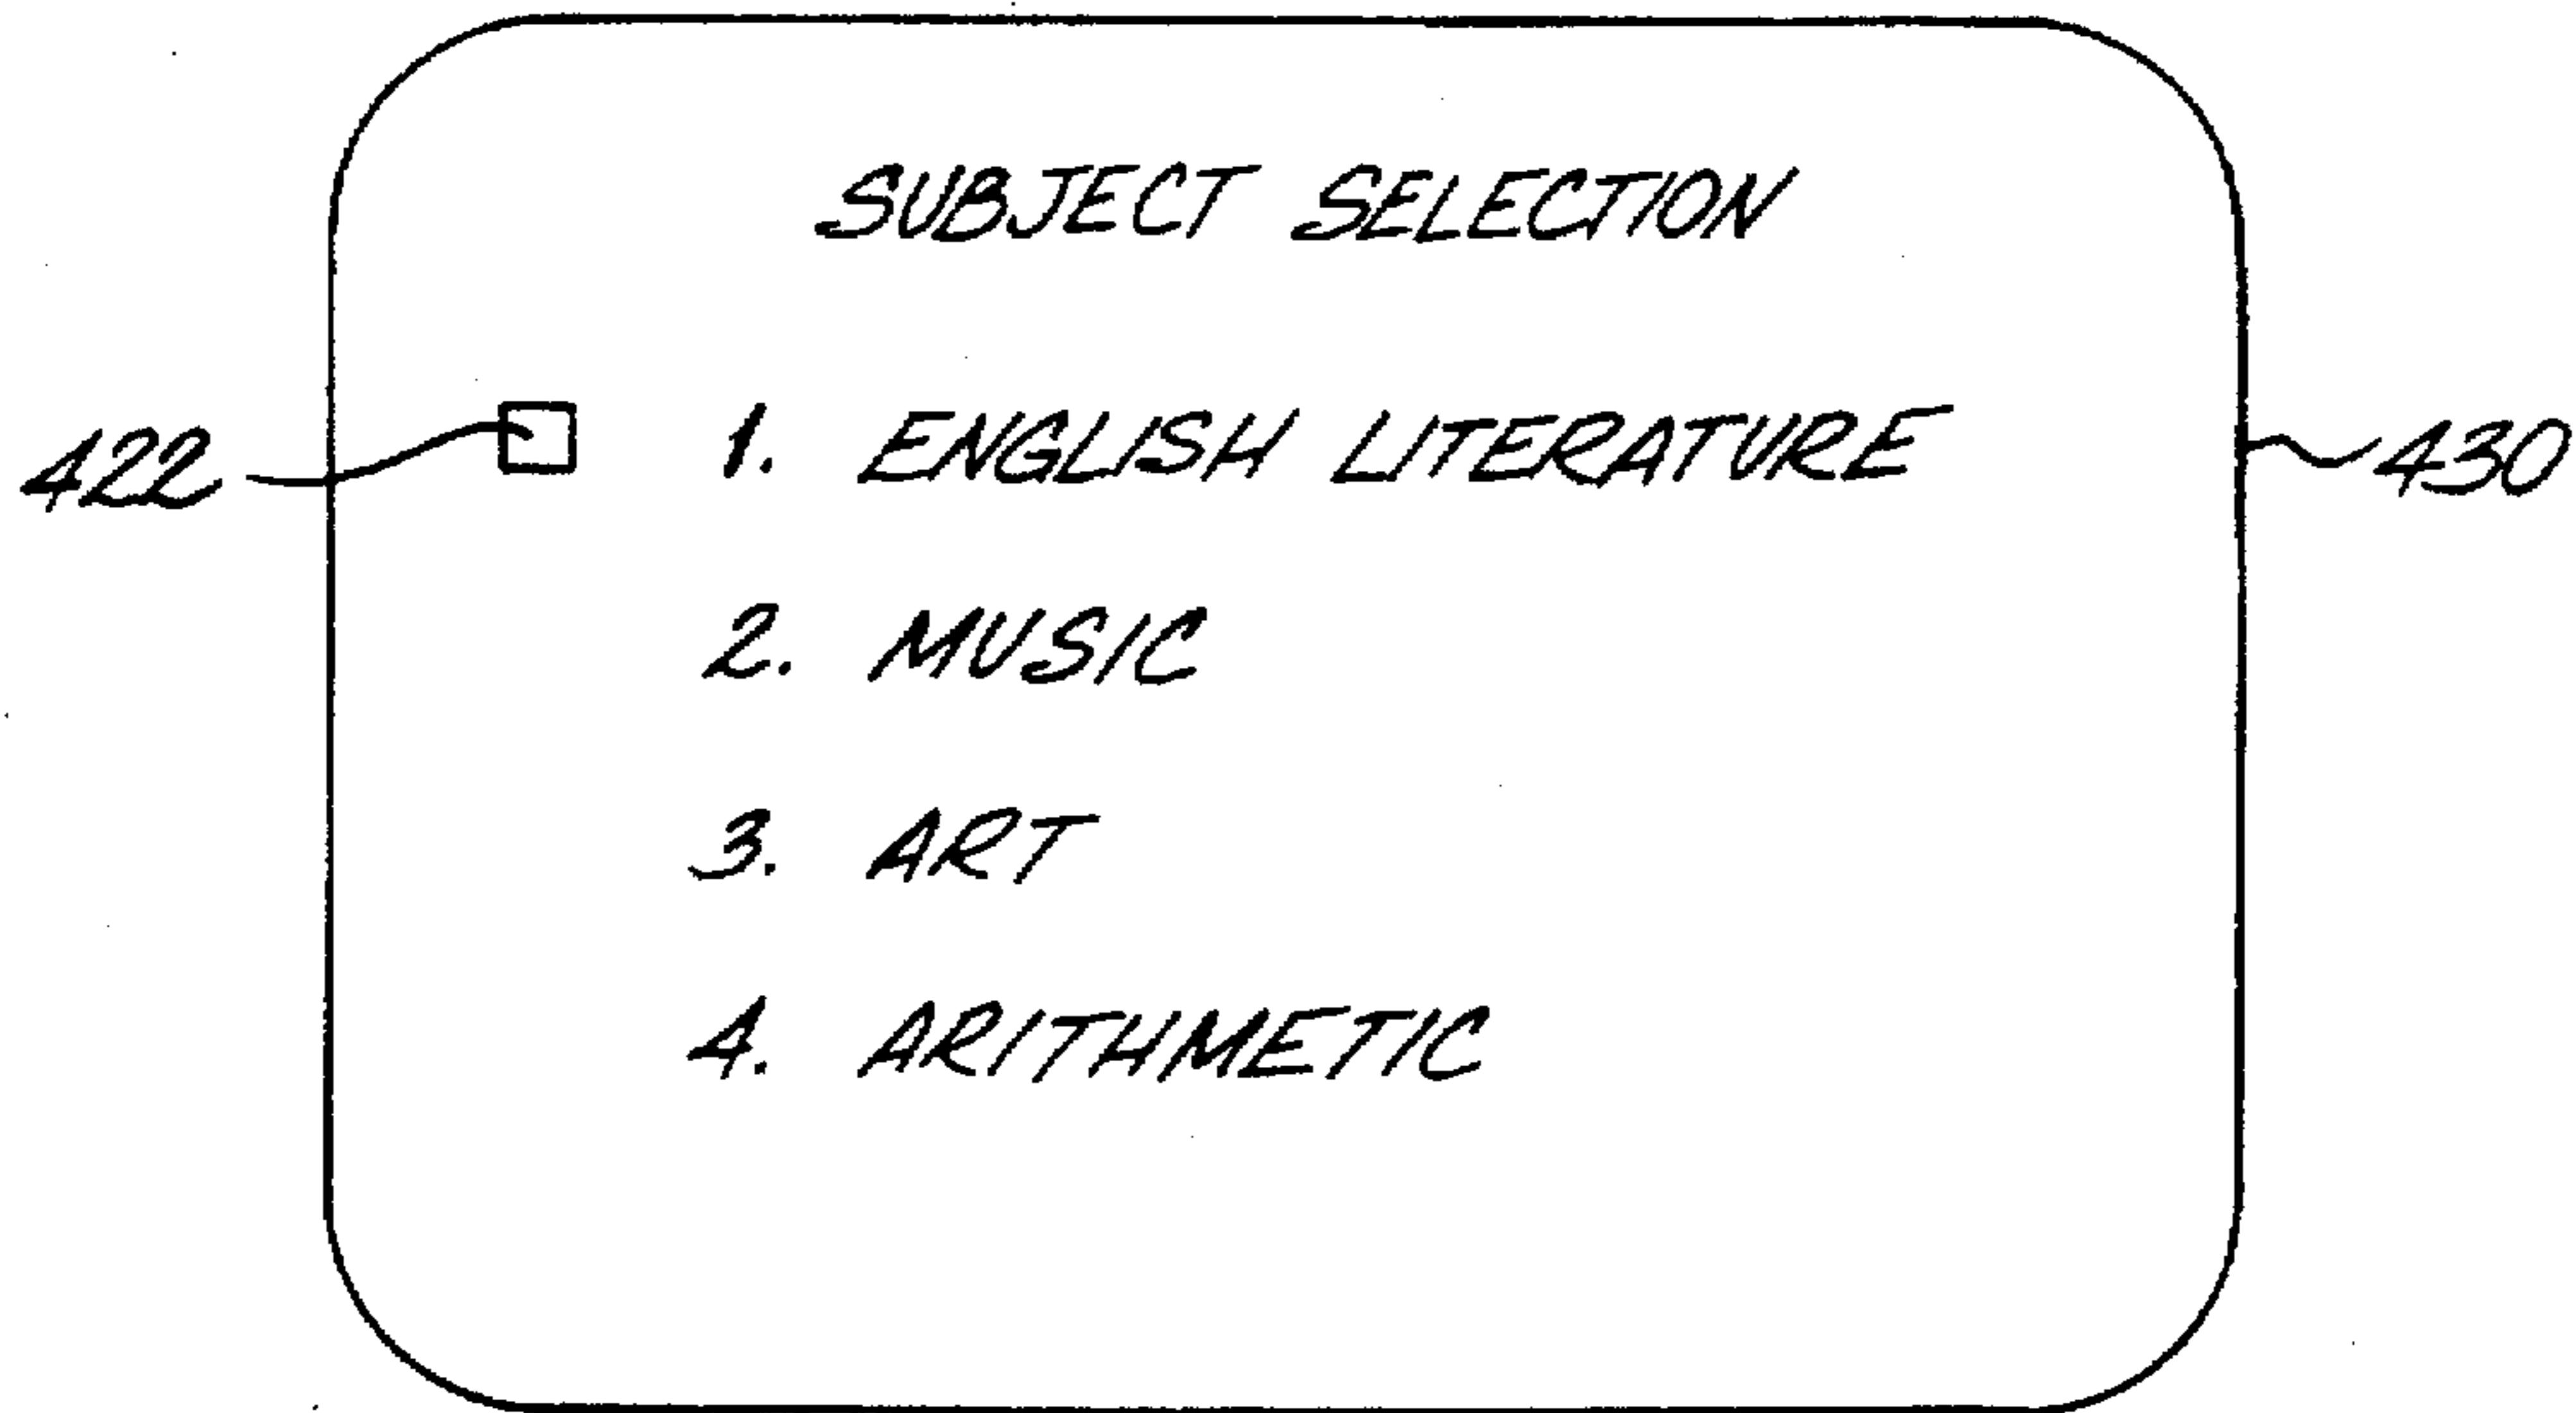 SUBJECT SELECTION
422 1. ENGLISH LITERATURE 430
2. MUSIC
3. ART
4. ARITHMETIC